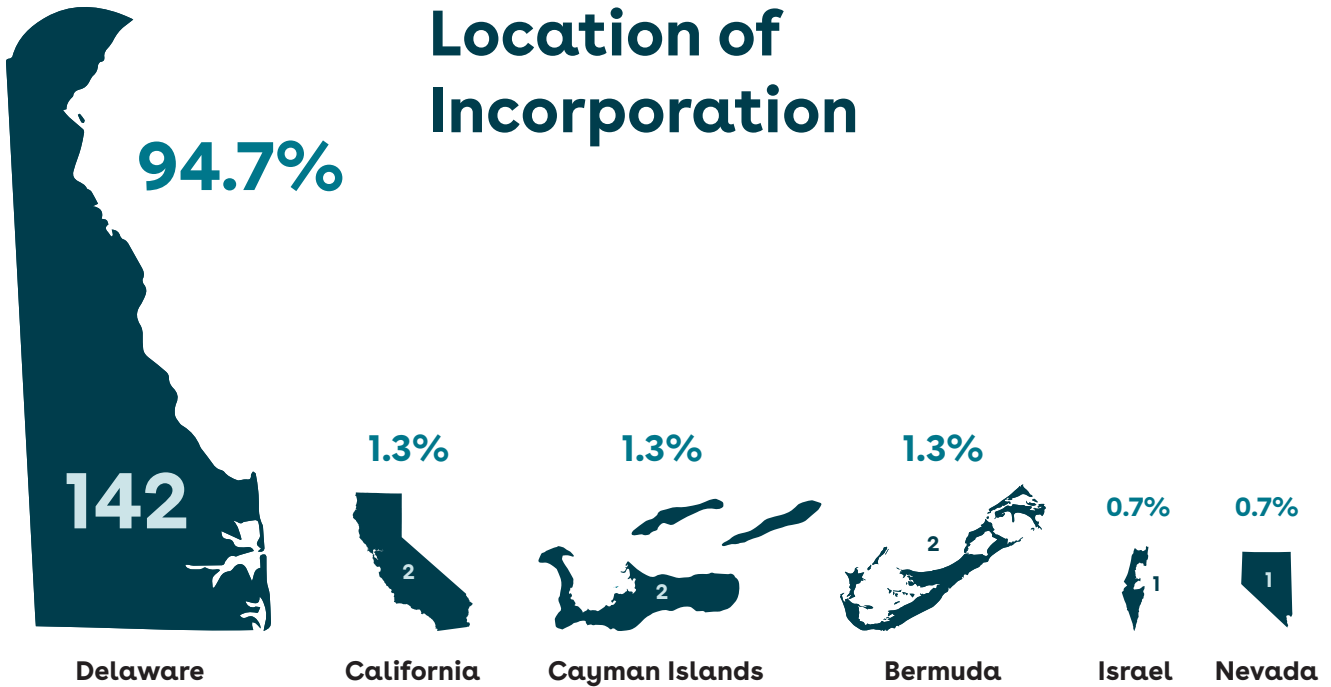 Location of
Incorporation
94.7%
142
Delaware
1.3%
2
California
1.3%
2
Cayman Islands
1.3%
2
Bermuda
0.7%
1
Israel
0.7%
1
Nevada